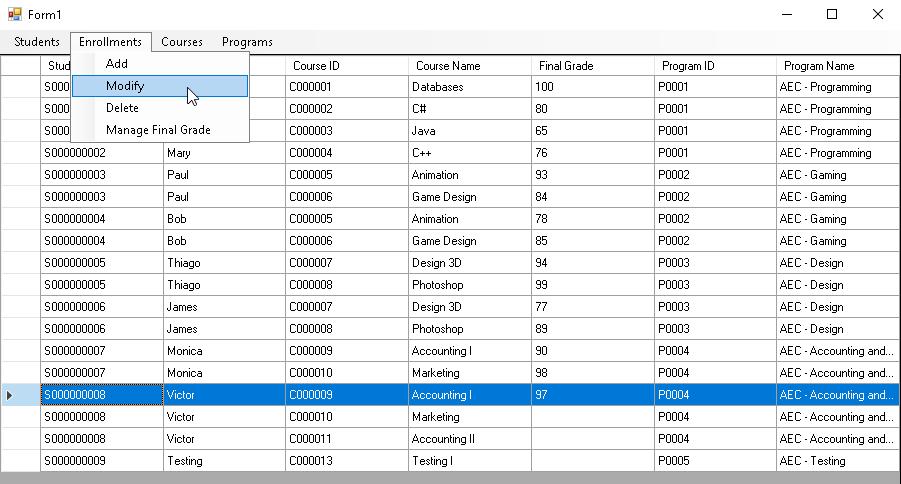 Form1
Students Enrollments Courses Programs
Add
Modify
Delete
Manage Final Grade
Stud Course ID Course Name Final Grade Program ID Program Name
S000 C000001 Databases 100 P0001 AEC - Programming
S000 C000002 C# 80 P0001 AEC - Programming
S000 C000003 Java 65 P0001 AEC - Programming
S000000002 Mary C000004 C++ 76 P0001 AEC - Programming
S000000003 Paul C000005 Animation 93 P0002 AEC - Gaming
S000000003 Paul C000006 Game Design 84 P0002 AEC - Gaming
S000000004 Bob C000005 Animation 78 P0002 AEC - Gaming
S000000004 Bob C000006 Game Design 85 P0002 AEC - Gaming
S000000005 Thiago C000007 Design 3D 94 P0003 AEC - Design
S000000005 Thiago C000008 Photoshop 99 P0003 AEC - Design
S000000006 James C000007 Design 3D 77 P0003 AEC - Design
S000000006 James C000008 Photoshop 89 P0003 AEC - Design
S000000007 Monica C000009 Accounting I 90 P0004 AEC - Accounting and...
S000000007 Monica C000010 Marketing 98 P0004 AEC - Accounting and...
S000000008 Victor C000009 Accounting I 97 P0004 AEC - Accounting and...
S000000008 Victor C000010 Marketing P0004 AEC - Accounting and...
S000000008 Victor C000011 Accounting II P0004 AEC - Accounting and...
S000000009 Testing C000013 Testing I P0005 AEC - Testing